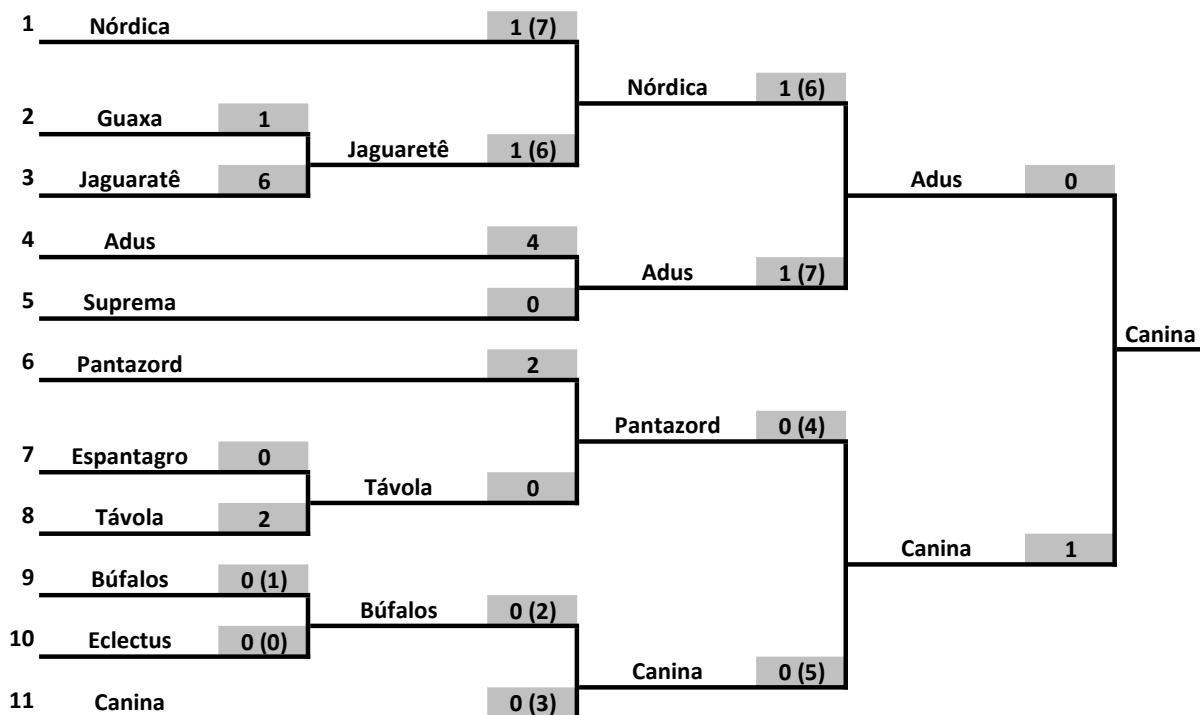 1 Nórdica 1 (7)
Nórdica 1 (6)
2 Guaxa 1
Jaguaretê 1 (6)
3 Jaguaratê 6
Adus 0
4 Adus 4
Adus 1 (7)
5 Suprema 0
Canina
6 Pantazord 2
Pantazord 0 (4)
7 Espantagro 0
Távola 0
8 Távola 2
Canina 1
9 Búfalos 0 (1)
Búfalos 0 (2)
10 Eclectus 0 (0)
Canina 0 (5)
11 Canina 0 (3)